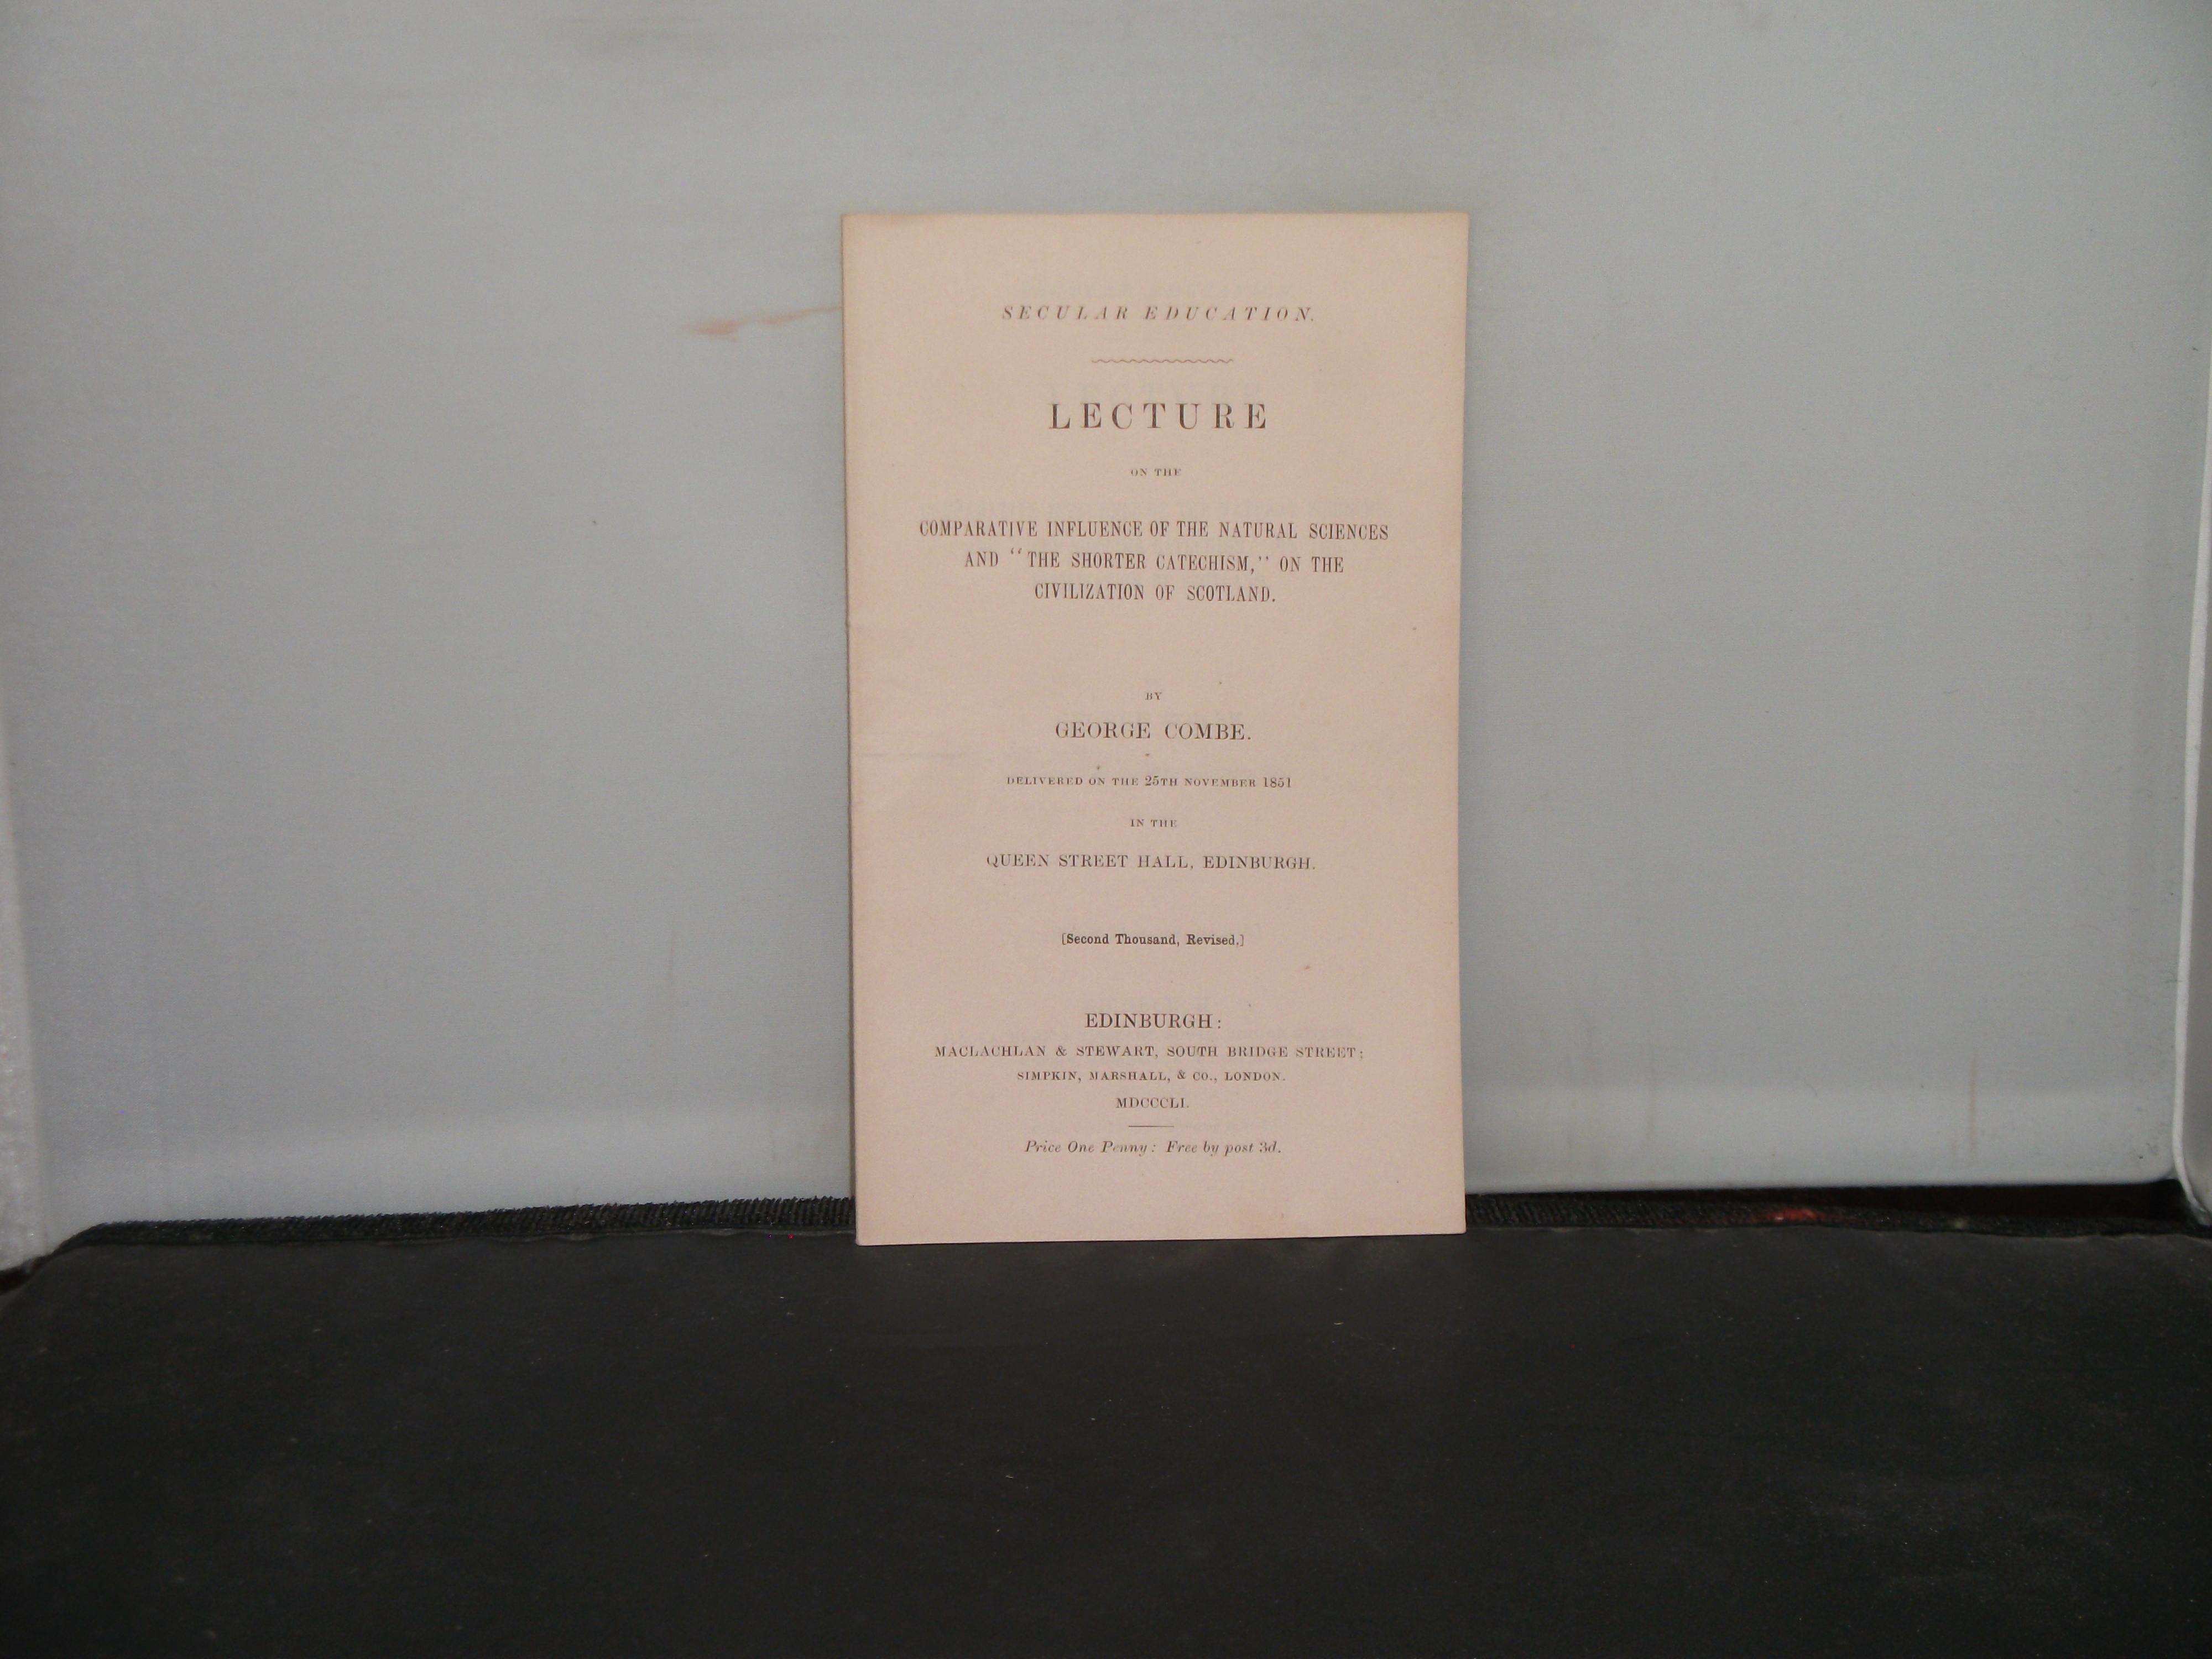 SECULAR EDUCATION.
LECTURE
ON THE
COMPARATIVE INFLUENCE OF THE NATURAL SCIENCES
AND "THE SHORTER CATECHISM," ON THE
CIVILIZATION OF SCOTLAND.
BY
GEORGE COMBE.
DELIVERED ON THE 25TH NOVEMBER 1851
IN THE
QUEEN STREET HALL, EDINBURGH.
[Second Thousand, Revised.]
EDINBURGH:
MACLACHLAN & STEWART, SOUTH BRIDGE STREET;
SIMPKIN, MARSHALL, & CO., LONDON.
MDCCCLI.
Price One Penny: Free by post 3d.